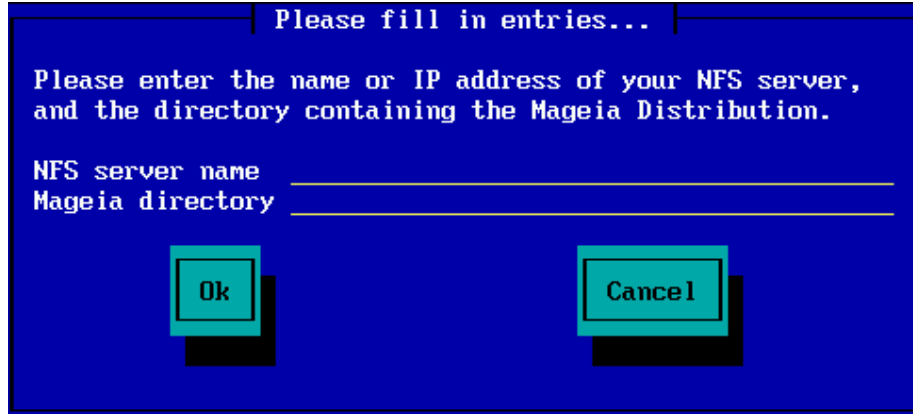 Please fill in entries...
Please enter the name or IP address of your NFS server,
and the directory containing the Mageia Distribution.
NFS server name
Mageia directory
Ok Cancel